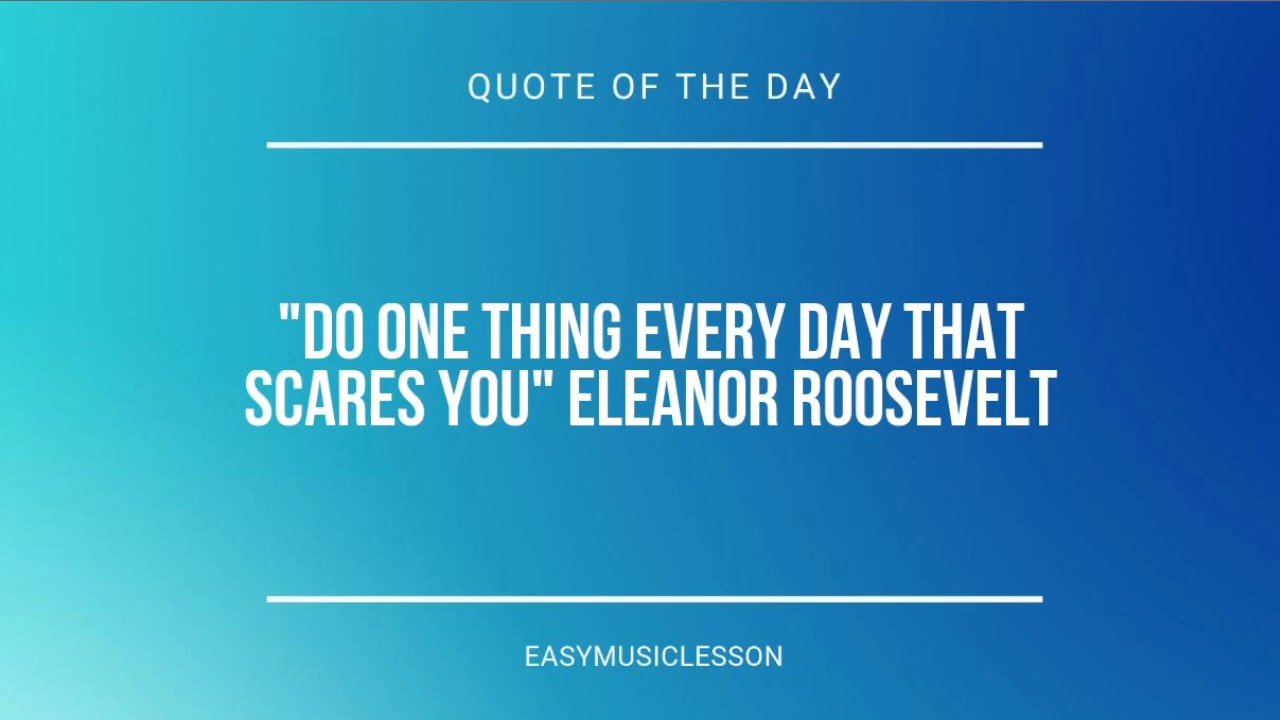 QUOTE OF THE DAY
"DO ONE THING EVERY DAY THAT
SCARES YOU" ELEANOR ROOSEVELT
EASYMUSICLESSON